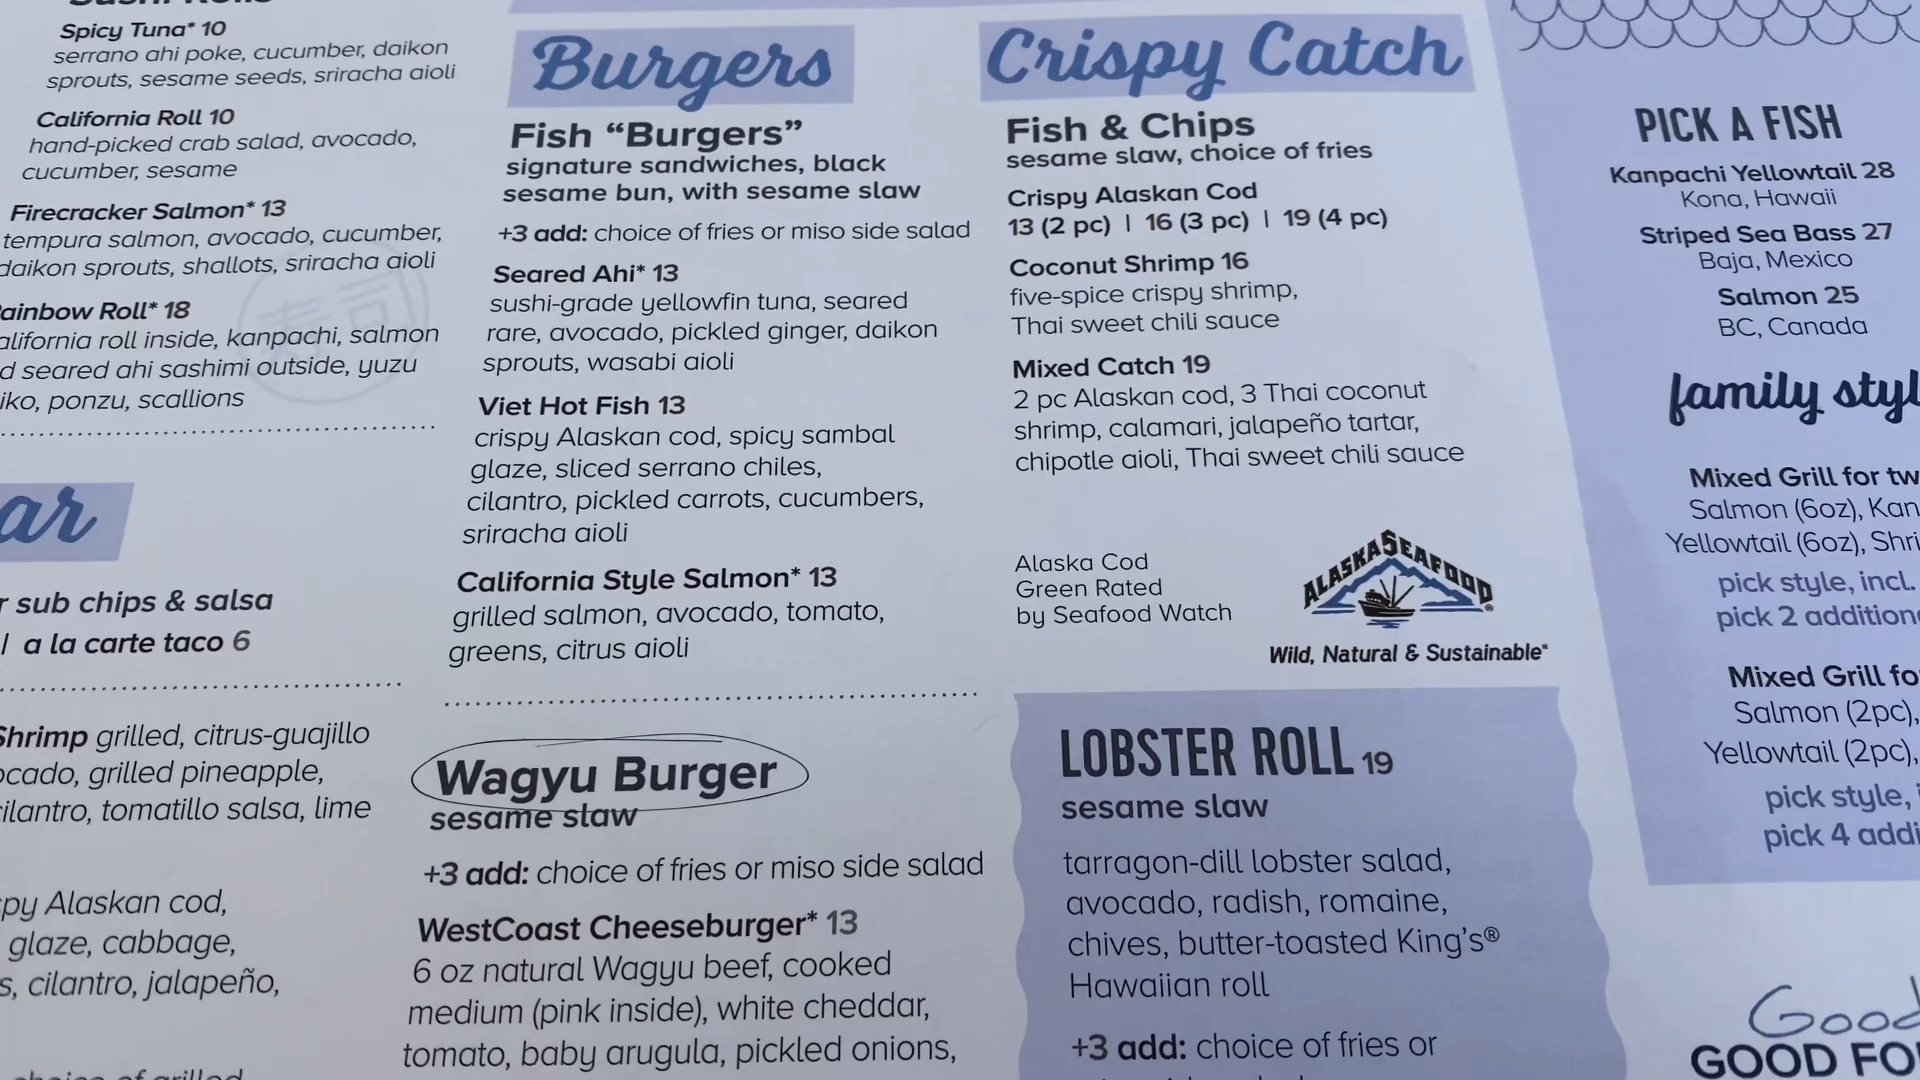 Spicy Tuna* 10
serrano ahi poke, cucumber, daikon
sprouts, sesame seeds, sriracha aioli
California Roll 10
hand-picked crab salad, avocado,
cucumber, sesame
Firecracker Salmon* 13
tempura salmon, avocado, cucumber,
daikon sprouts, shallots, sriracha aioli
Rainbow Roll* 18
california roll inside, kanpachi, salmon
seared ahi sashimi outside, yuzu
ponzu, scallions
寿司
sub chips & salsa
| a la carte taco 6
Shrimp grilled, citrus-guajillo
grilled pineapple,
cilantro, tomatillo salsa, lime
Alaskan cod,
glaze, cabbage,
cilantro, jalapeño,
Burgers
Fish “Burgers”
signature sandwiches, black
sesame bun, with sesame slaw
+3 add: choice of fries or miso side salad
Seared Ahi* 13
sushi-grade yellowfin tuna, seared
rare, avocado, pickled ginger, daikon
sprouts, wasabi aioli
Viet Hot Fish 13
crispy Alaskan cod, spicy sambal
glaze, sliced serrano chiles,
cilantro, pickled carrots, cucumbers,
sriracha aioli
California Style Salmon* 13
grilled salmon, avocado, tomato,
greens, citrus aioli
Wagyu Burger
sesame slaw
+3 add: choice of fries or miso side salad
WestCoast Cheeseburger* 13
6 oz natural Wagyu beef, cooked
medium (pink inside), white cheddar,
tomato, baby arugula, pickled onions,
Crispy Catch
Fish & Chips
sesame slaw, choice of fries
Crispy Alaskan Cod
13 (2 pc) | 16 (3 pc) | 19 (4 pc)
Coconut Shrimp 16
five-spice crispy shrimp,
Thai sweet chili sauce
Mixed Catch 19
2 pc Alaskan cod, 3 Thai coconut
shrimp, calamari, jalapeño tartar,
chipotle aioli, Thai sweet chili sauce
Alaska Cod
Green Rated
by Seafood Watch
ALASKA SEAFOOD®
Wild, Natural & Sustainable®
LOBSTER ROLL 19
sesame slaw
tarragon-dill lobster salad,
avocado, radish, romaine,
chives, butter-toasted King's®
Hawaiian roll
+3 add: choice of fries or
PICK A FISH
Kanpachi Yellowtail 28
Kona, Hawaii
Striped Sea Bass 27
Baja, Mexico
Salmon 25
BC, Canada
family style
Mixed Grill for
Salmon (6oz),
Yellowtail (6oz),
pick style, incl.
pick 2
Mixed Grill
Salmon (2pc),
Yellowtail (2pc),
pick style,
pick 4
Good
GOOD